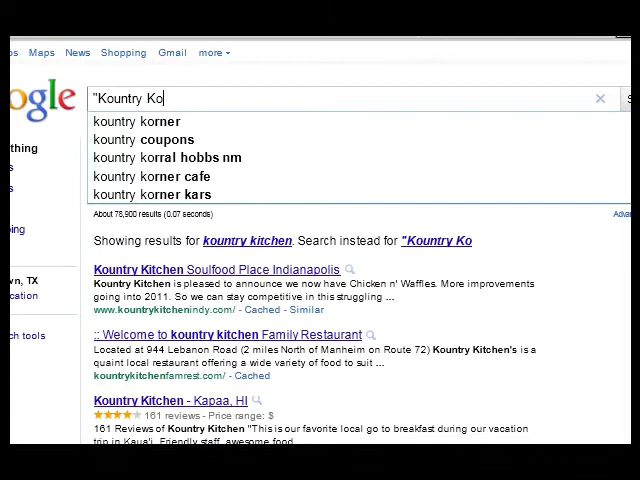 ps Maps News Shopping Gmail more
ogle
"Kountry Ko
S
kountry korner
kountry coupons
kountry korral hobbs nm
kountry korner cafe
kountry korner kars
thing
s
s
ping
wn, TX
cation
ch tools
About 78,900 results (0.07 seconds)
Advan
Showing results for kountry kitchen. Search instead for "Kountry Ko
Kountry Kitchen Soulfood Place Indianapolis
Kountry Kitchen is pleased to announce we now have Chicken n' Waffles. More improvements
going into 2011. So we can stay competitive in this struggling ...
www.kountrykitchenindy.com/ - Cached - Similar
:: Welcome to kountry kitchen Family Restaurant
Located at 944 Lebanon Road (2 miles North of Manheim on Route 72) Kountry Kitchen's is a
quaint local restaurant offering a wide variety of food to suit ...
kountrykitchenfamrest.com/ - Cached
Kountry Kitchen - Kapaa, HI
161 reviews - Price range: $
161 Reviews of Kountry Kitchen "This is our favorite local go to breakfast during our vacation
trip in Kaua'i. Friendly staff, awesome food